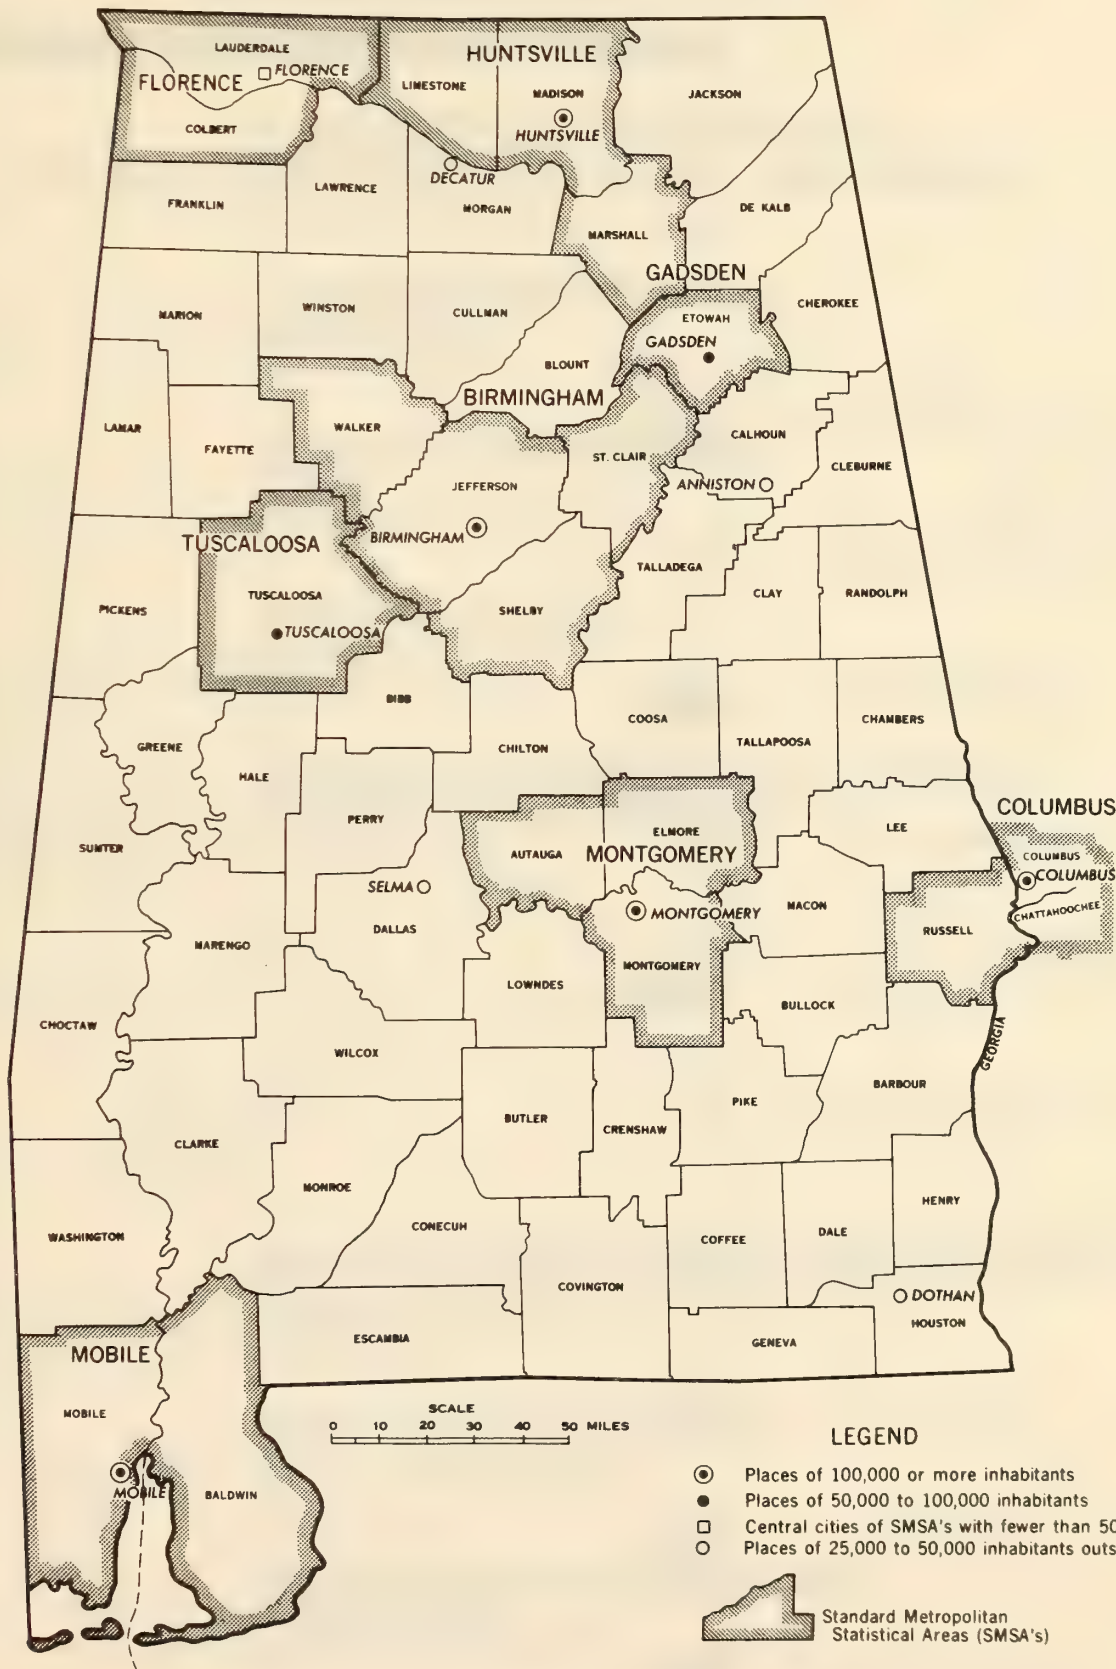 LAUDERDALE
FLORENCE
FLORENCE
COLBERT
HUNTSVILLE
LIMESTONE
MADISON
HUNTSVILLE
JACKSON
DECATUR
LAWRENCE
FRANKLIN
MORGAN
DE KALB
MARSHALL
GADSDEN
MARION
WINSTON
CULLMAN
ETOWAH
CHEROKEE
GADSDEN
BLOUNT
BIRMINGHAM
LAMAR
FAYETTE
WALKER
ST. CLAIR
CALHOUN
CLEBURNE
JEFFERSON
ANNISTON
BIRMINGHAM
TUSCALOOSA
TALLADEGA
PICKENS
TUSCALOOSA
SHELBY
CLAY
RANDOLPH
TUSCALOOSA
BIBB
COOSA
CHAMBERS
GREENE
HALE
CHILTON
TALLAPOOSA
COLUMBUS
PERRY
ELMORE
LEE
SUMTER
AUTAUGA
MONTGOMERY
COLUMBUS
COLUMBUS
SELMA
MONTGOMERY
MACON
CHATTAHOOCHEE
DALLAS
RUSSELL
MARENGO
MONTGOMERY
LOWNDES
BULLOCK
CHOCTAW
WILCOX
GEORGIA
BARBOUR
PIKE
BUTLER
CRENSHAW
CLARKE
MONROE
HENRY
CONECUH
WASHINGTON
COFFEE
DALE
COVINGTON
DOTHAN
HOUSTON
ESCAMBIA
GENEVA
MOBILE
MOBILE
MOBILE
BALDWIN
SCALE
0 10 20 30 40 50 MILES
LEGEND
Places of 100,000 or more inhabitants
Places of 50,000 to 100,000 inhabitants
Central cities of SMSA's with fewer than 50
Places of 25,000 to 50,000 inhabitants outs
Standard Metropolitan
Statistical Areas (SMSA's)